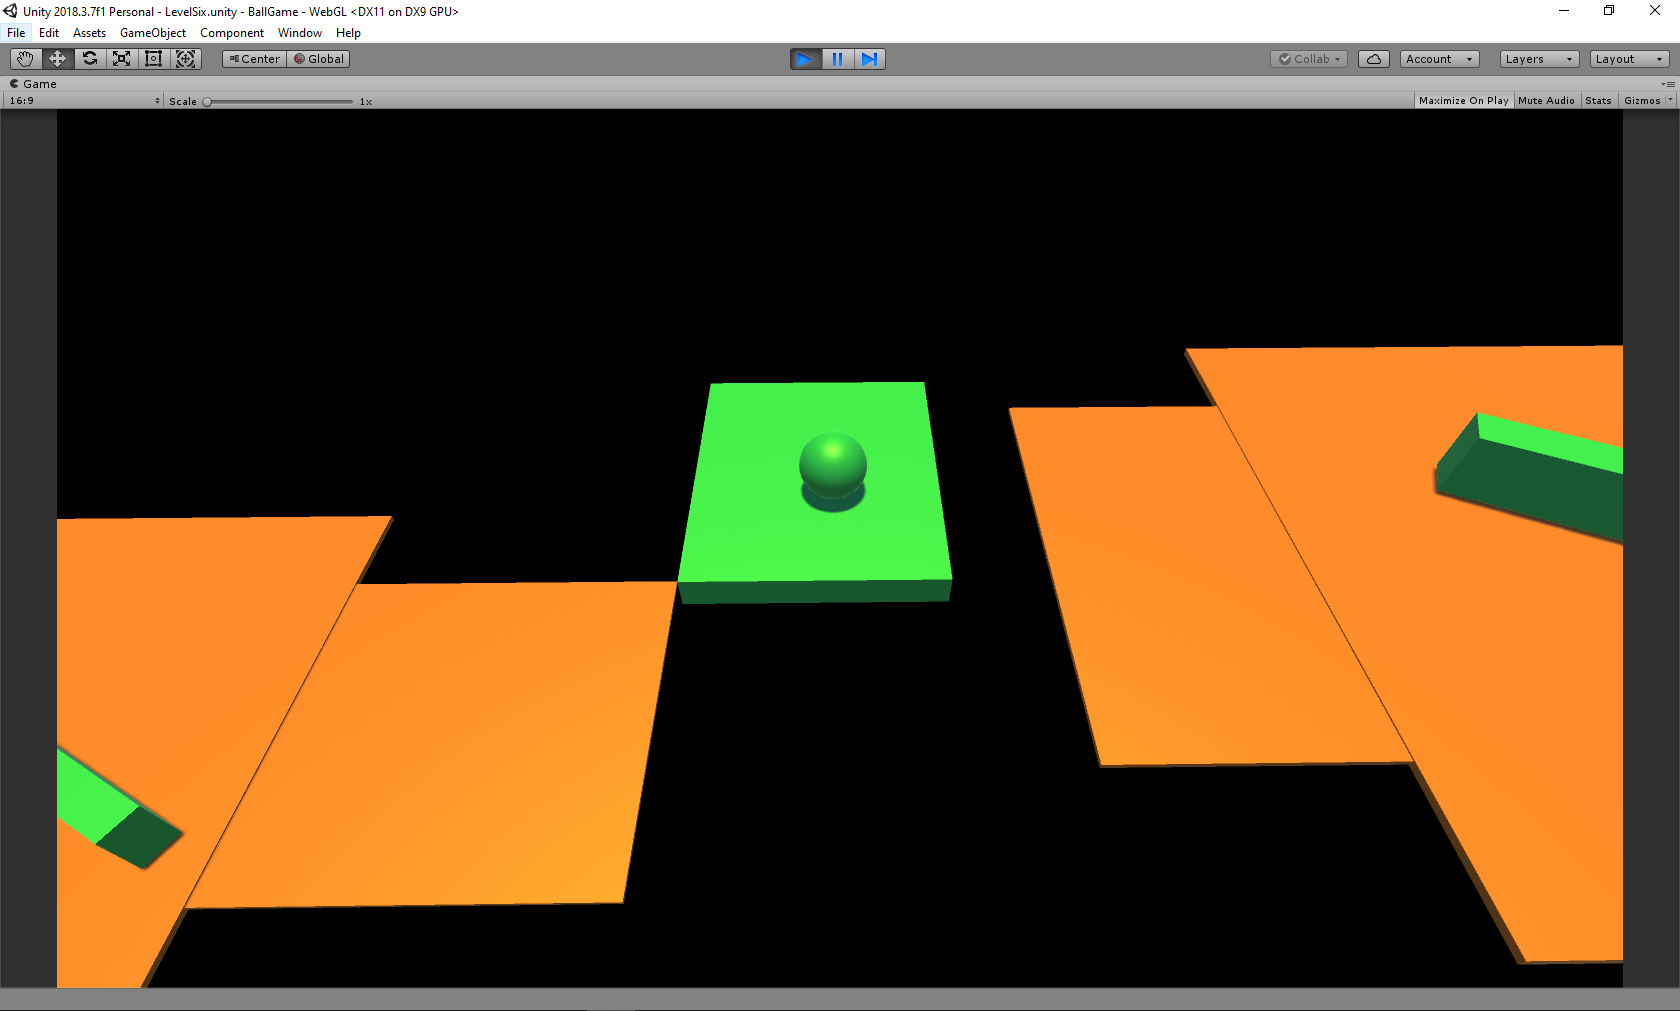 Unity 2018.3.7f1 Personal - LevelSix.unity - BallGame - WebGL <DX11 on DX9 GPU>
File Edit Assets GameObject Component Window Help
Center Global Collab Account Layers Layout
Game
16:9 Scale 1x Maximize On Play Mute Audio Stats Gizmos